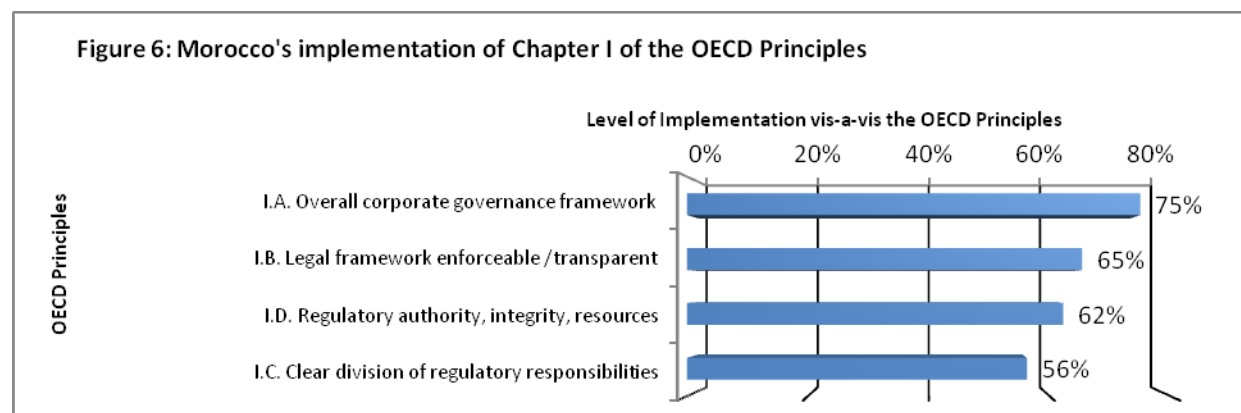 Figure 6: Morocco's implementation of Chapter I of the OECD Principles
Level of Implementation vis-a-vis the OECD Principles
0% 20% 40% 60% 80%
OECD Principles
I.A. Overall corporate governance framework 75%
I.B. Legal framework enforceable / transparent 65%
I.D. Regulatory authority, integrity, resources 62%
I.C. Clear division of regulatory responsibilities 56%